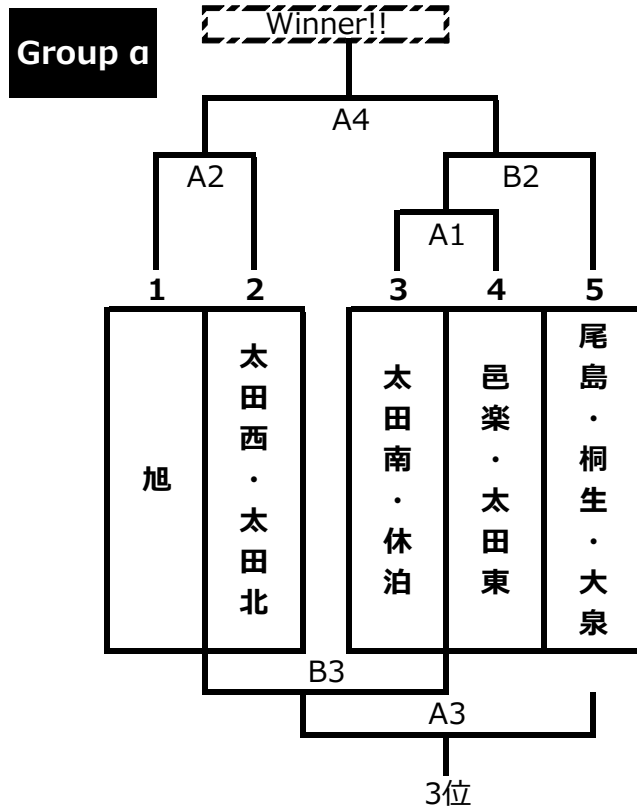 Winner!!
Group α
A4
A2
B2
A1
1
2
3
4
5
旭
太田西・太田北
太田南・休泊
邑楽・太田東
尾島・桐生・大泉
B3
A3
3位